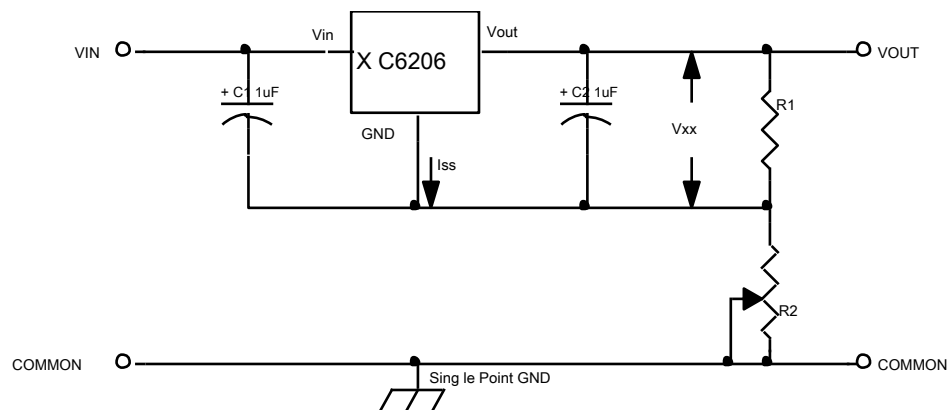 Vin
Vout
VIN
X C6206
VOUT
+ C1 1uF
+ C2 1uF
R1
GND
Vxx
Iss
R2
COMMON
Sing le Point GND
COMMON